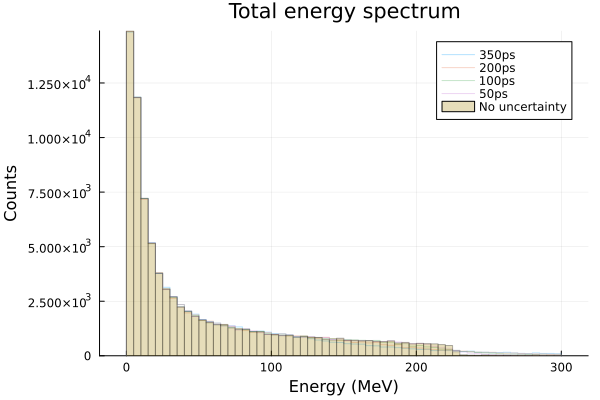 Total energy spectrum
350ps
200ps
100ps
50ps
No uncertainty
1.250×10⁴
1.000×10⁴
7.500×10³
5.000×10³
2.500×10³
0
Counts
0 100 200 300
Energy (MeV)